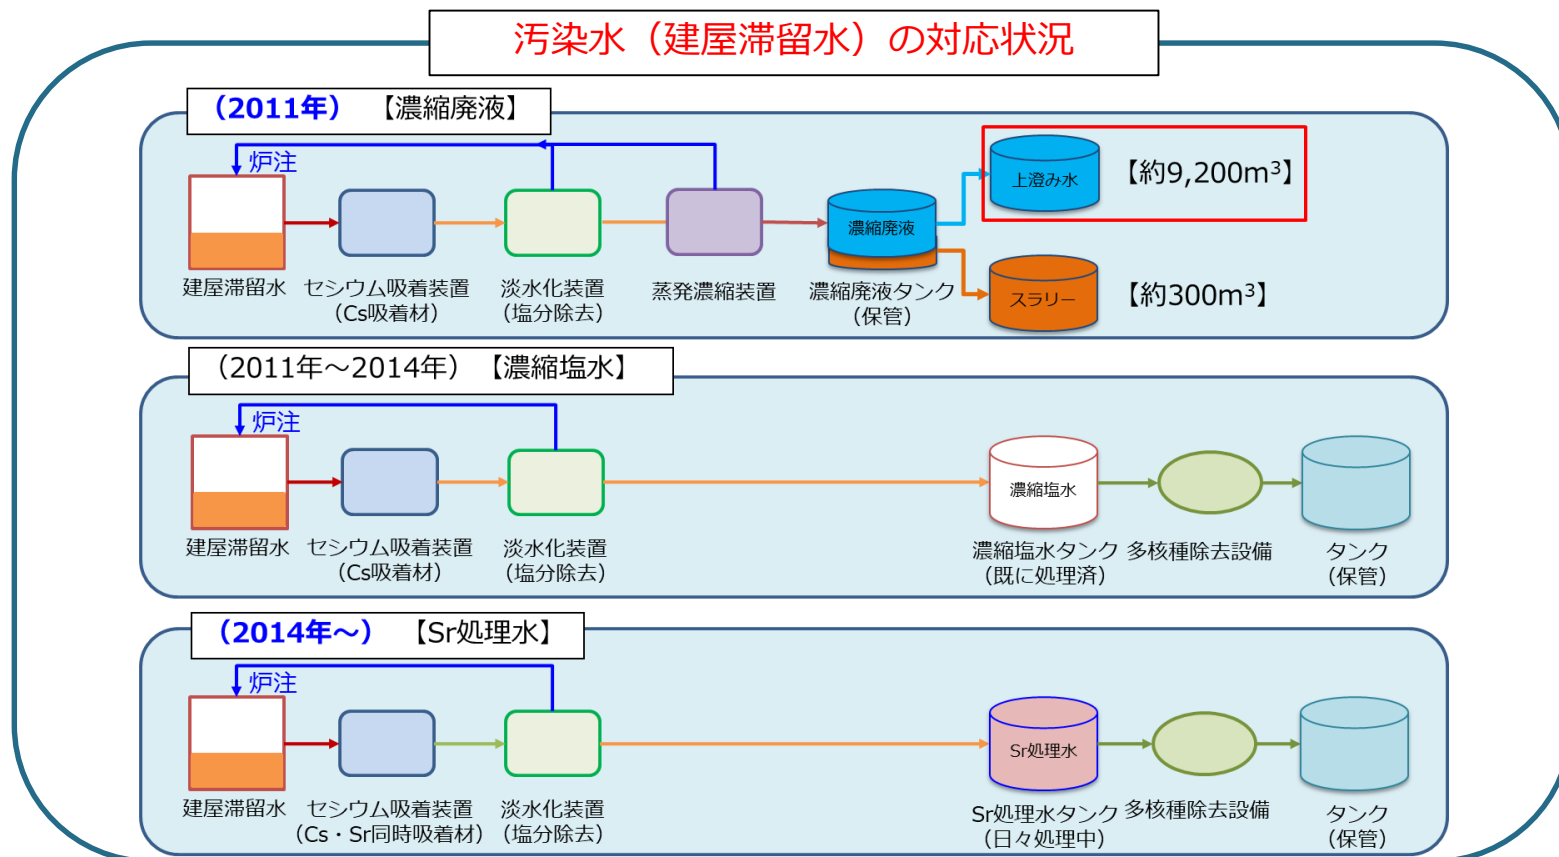 汚染水（建屋滞留水）の対応状況
（2011年）　【濃縮廃液】
炉注
上澄み水
【約9,200m³】
濃縮廃液
建屋滞留水
セシウム吸着装置
（Cs吸着材）
淡水化装置
（塩分除去）
蒸発濃縮装置
濃縮廃液タンク
（保管）
スラリー
【約300m³】
（2011年～2014年）【濃縮塩水】
炉注
濃縮塩水
建屋滞留水
セシウム吸着装置
（Cs吸着材）
淡水化装置
（塩分除去）
濃縮塩水タンク
（既に処理済）
多核種除去設備
タンク
（保管）
（2014年～）　【Sr処理水】
炉注
Sr処理水
建屋滞留水
セシウム吸着装置
（Cs・Sr同時吸着材）
淡水化装置
（塩分除去）
Sr処理水タンク
（日々処理中）
多核種除去設備
タンク
（保管）